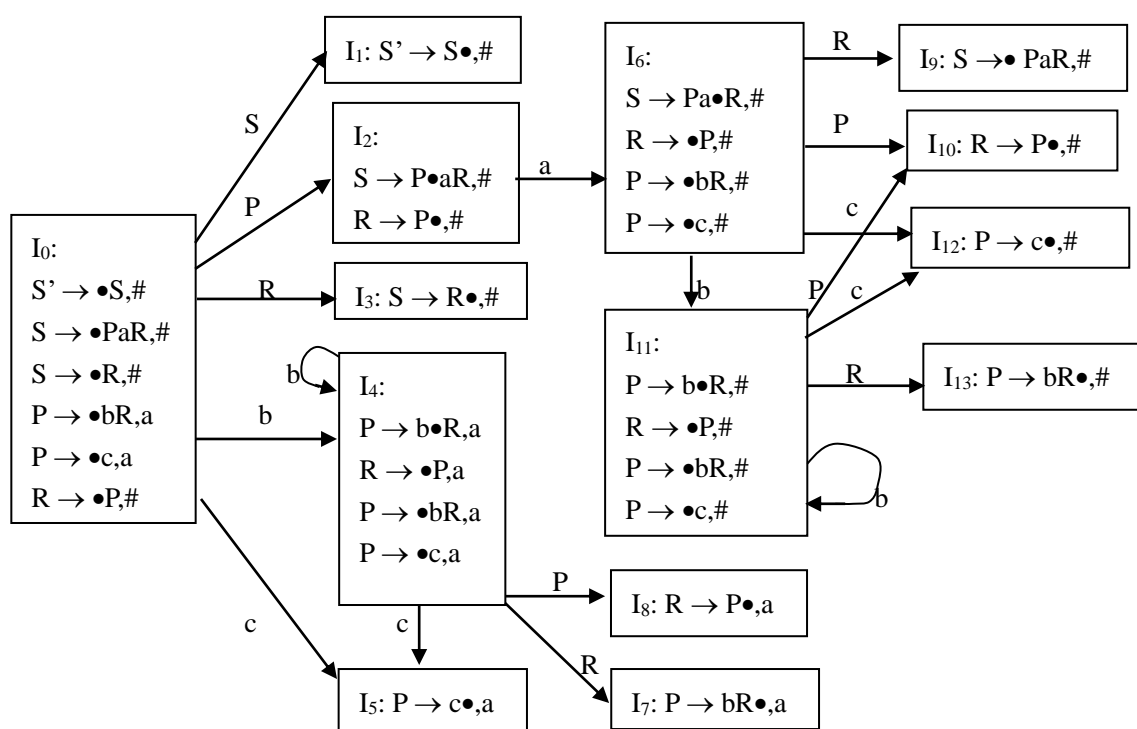 I0:
S’ → •S,#
S → •PaR,#
S → •R,#
P → •bR,a
P → •c,a
R → •P,#
S
P
R
b
c
I1: S’ → S•,#
I2:
S → P•aR,#
R → P•,#
a
I3: S → R•,#
b
I4:
P → b•R,a
R → •P,a
P → •bR,a
P → •c,a
c
P
R
I5: P → c•,a
I6:
S → Pa•R,#
R → •P,#
P → •bR,#
P → •c,#
R
P
c
b
I11:
P → b•R,#
R → •P,#
P → •bR,#
P → •c,#
P
c
R
b
I8: R → P•,a
I7: P → bR•,a
I9: S →• PaR,#
I10: R → P•,#
I12: P → c•,#
I13: P → bR•,#